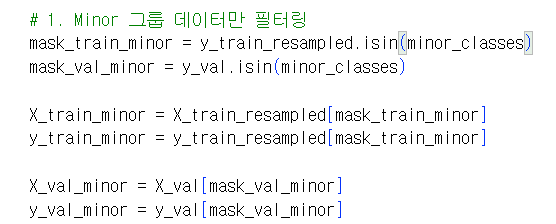 # 1. Minor 그룹 데이터만 필터링
mask_train_minor = y_train_resampled.isin(minor_classes)
mask_val_minor = y_val.isin(minor_classes)
X_train_minor = X_train_resampled[mask_train_minor]
y_train_minor = y_train_resampled[mask_train_minor]
X_val_minor = X_val[mask_val_minor]
y_val_minor = y_val[mask_val_minor]